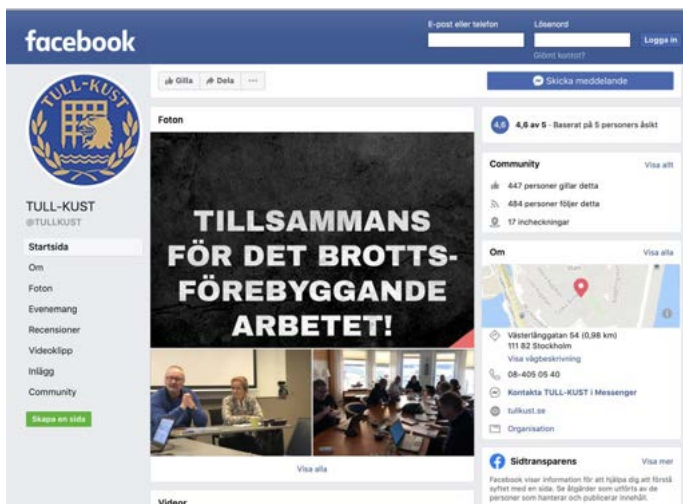 facebook
E-post eller telefon
Lösenord
Logga in
Glömt kontot?
TULL-KUST
TULL-KUST
@TULLKUST
Startsida
Om
Foton
Evenemang
Recensioner
Videoklipp
Inlägg
Community
Skapa en sida
Gilla
Dela
...
Skicka meddelande
Foton
TILLSAMMANS
FÖR DET BROTTS-
FÖREBYGGANDE
ARBETET!
Visa alla
Videor
4,6 4,6 av 5 · Baserat på 5 personers åsikt
Community Visa allt
447 personer gillar detta
484 personer följer detta
17 incheckningar
Om Visa alla
Västerlånggatan 54 (0,98 km)
111 82 Stockholm
Visa vägbeskrivning
08-405 05 40
Kontakta TULL-KUST i Messenger
tullkust.se
Organisation
Sidtransparens Visa mer
Facebook visar information för att hjälpa dig att förstå
syftet med en sida. Se åtgärder som utförts av de
personer som hanterar och publicerar innehåll.